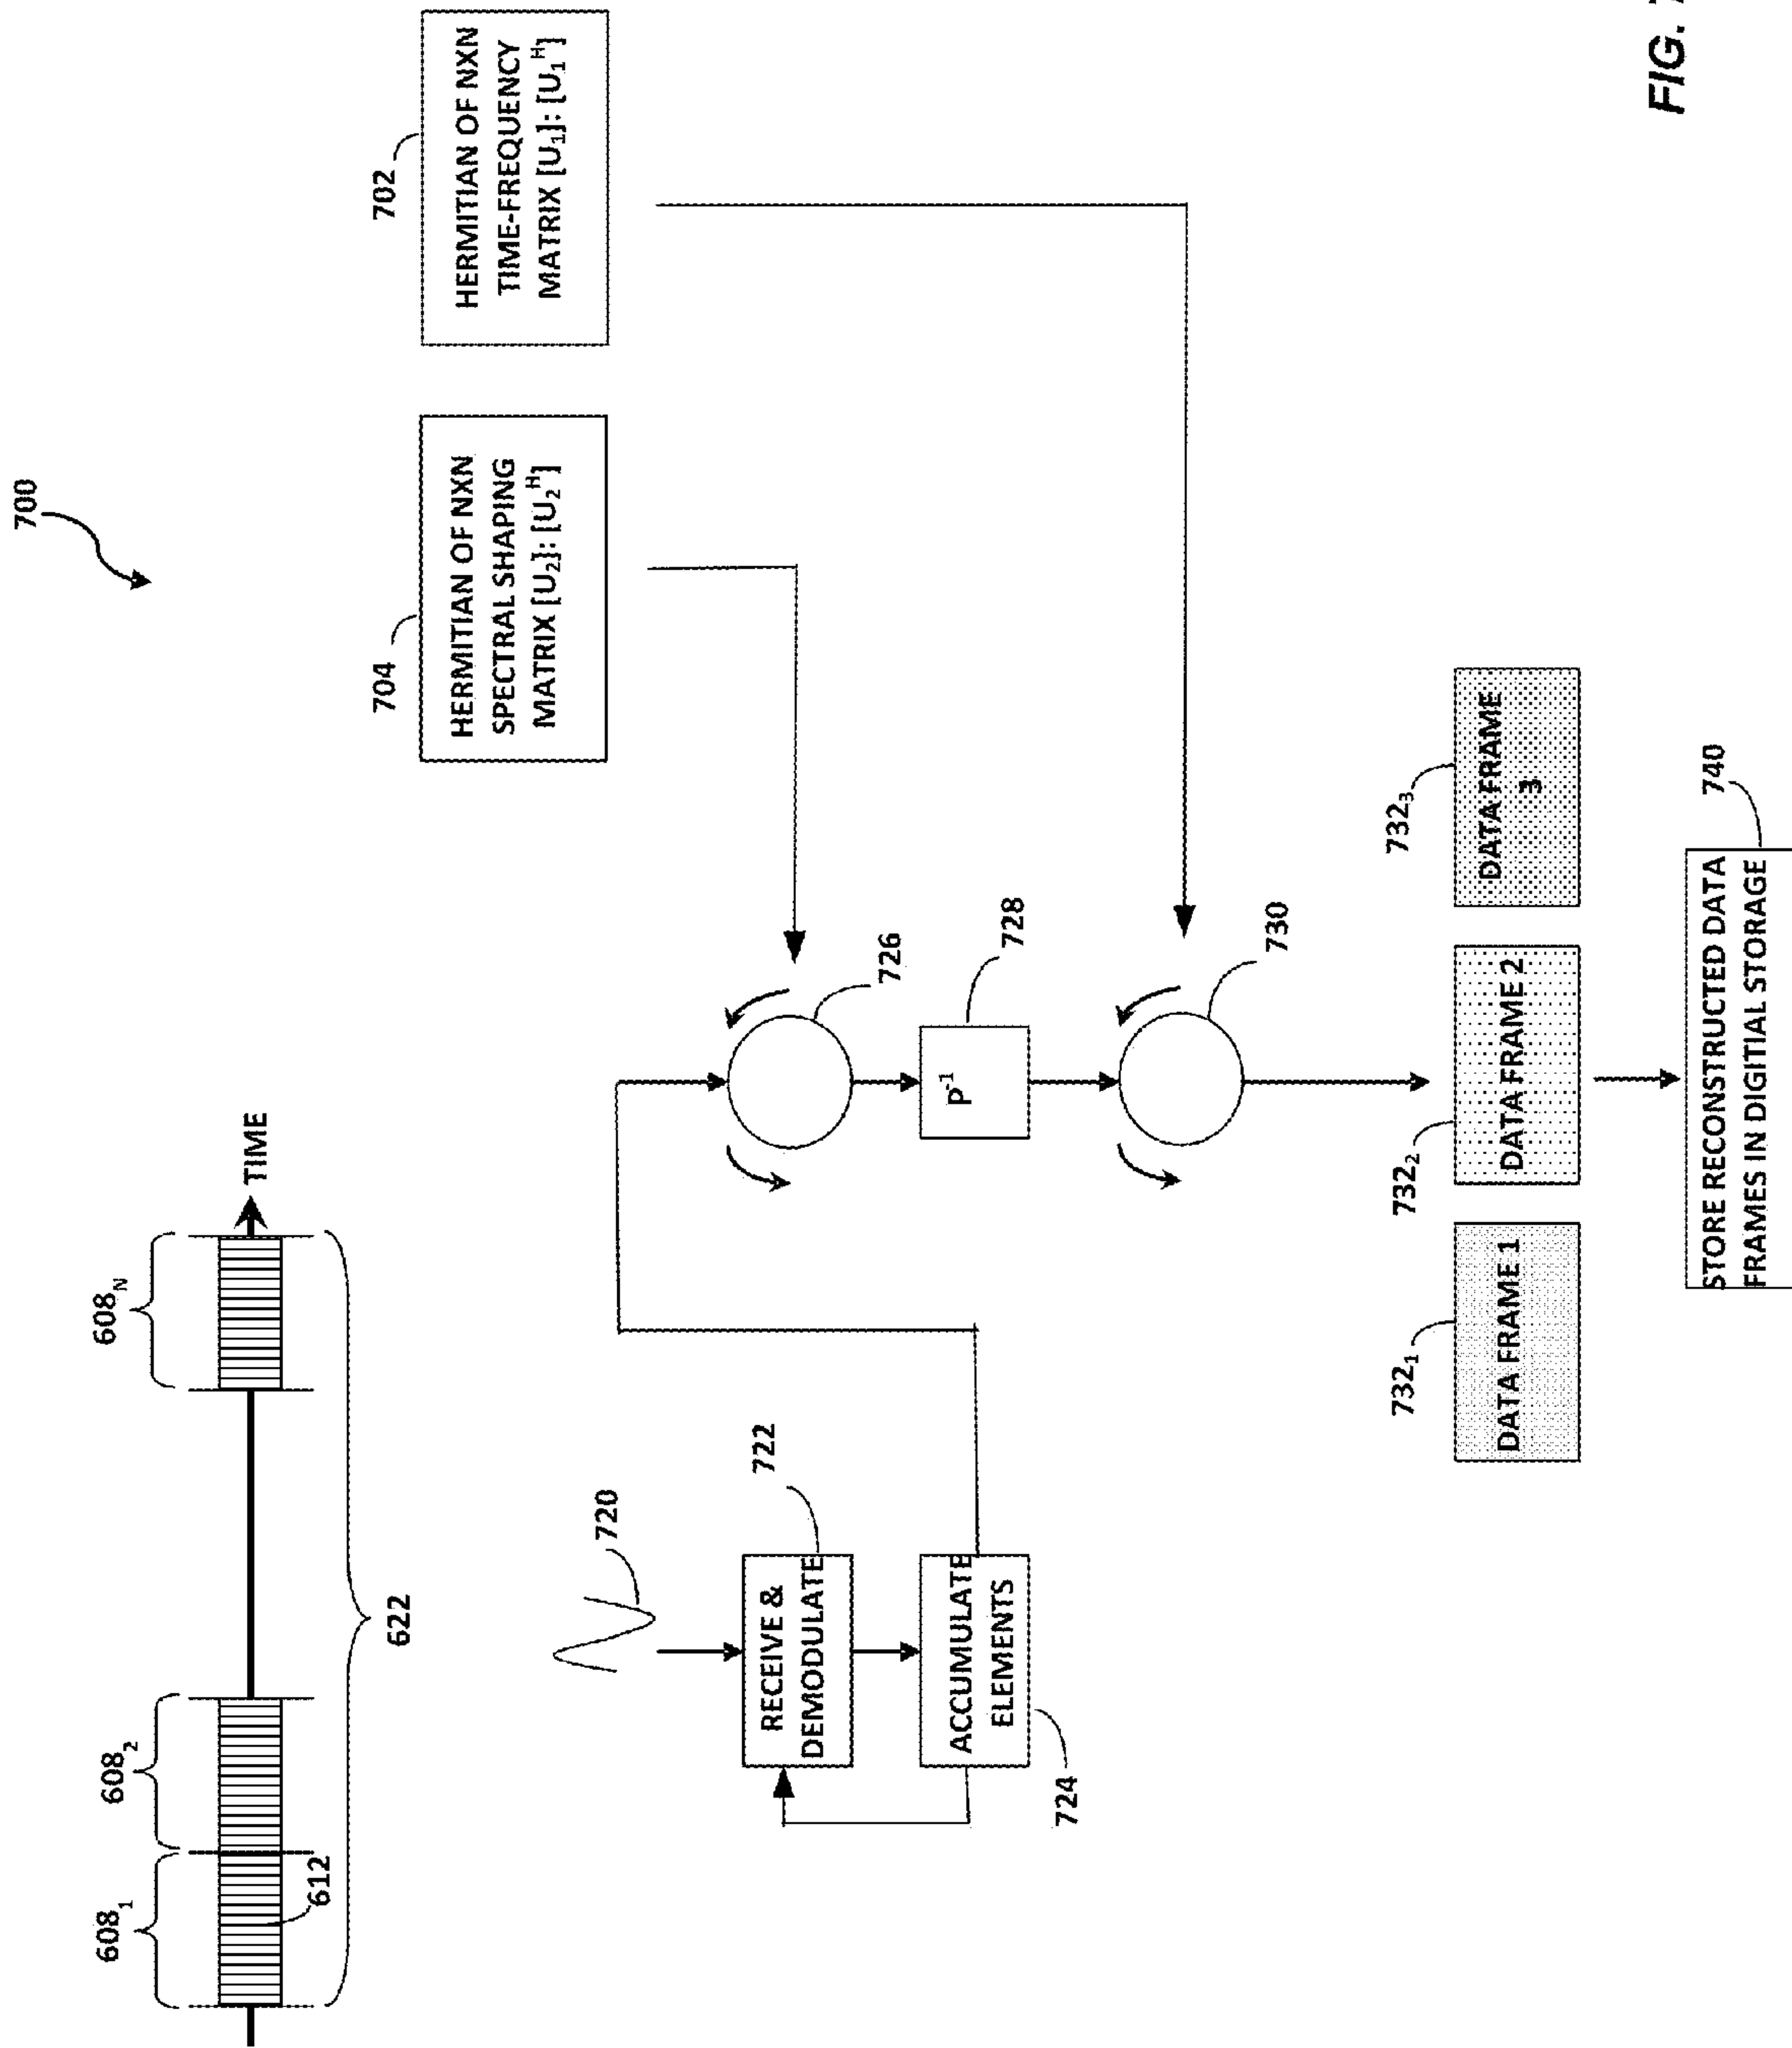 700
608₁
608₂
608N
TIME
612
622
702
HERMITIAN OF NXN
TIME-FREQUENCY
MATRIX [U₁]: [U₁ᴴ]
704
HERMITIAN OF NXN
SPECTRAL SHAPING
MATRIX [U₂]: [U₂ᴴ]
720
722
RECEIVE &
DEMODULATE
ACCUMULATE
ELEMENTS
724
726
P⁻¹
728
730
732₁
DATA FRAME 1
732₂
DATA FRAME 2
732₃
DATA FRAME
3
740
STORE RECONSTRUCTED DATA
FRAMES IN DIGITIAL STORAGE
FIG.